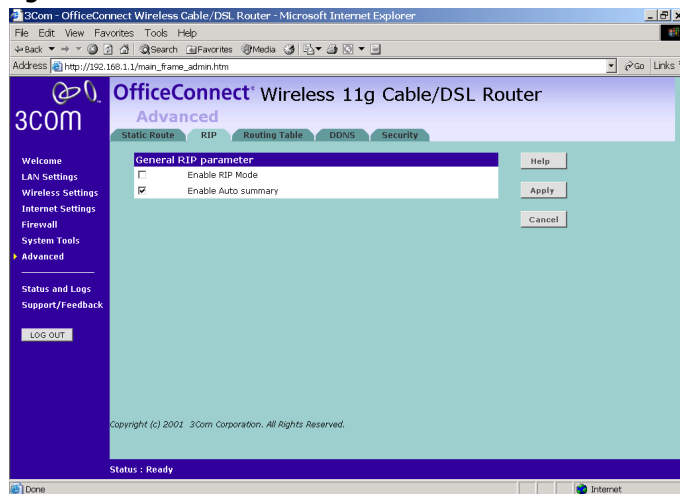 3Com - OfficeConnect Wireless Cable/DSL Router - Microsoft Internet Explorer
File Edit View Favorites Tools Help
Back Search Favorites Media
Address http://192.168.1.1/main_frame_admin.htm Go Links
3COM
OfficeConnect Wireless 11g Cable/DSL Router
Advanced
Static Route RIP Routing Table DDNS Security
Welcome
LAN Settings
Wireless Settings
Internet Settings
Firewall
System Tools
Advanced
Status and Logs
Support/Feedback
LOG OUT
General RIP parameter
Enable RIP Mode
Enable Auto summary
Help
Apply
Cancel
Copyright (c) 2001 3Com Corporation. All Rights Reserved.
Status : Ready
Done Internet